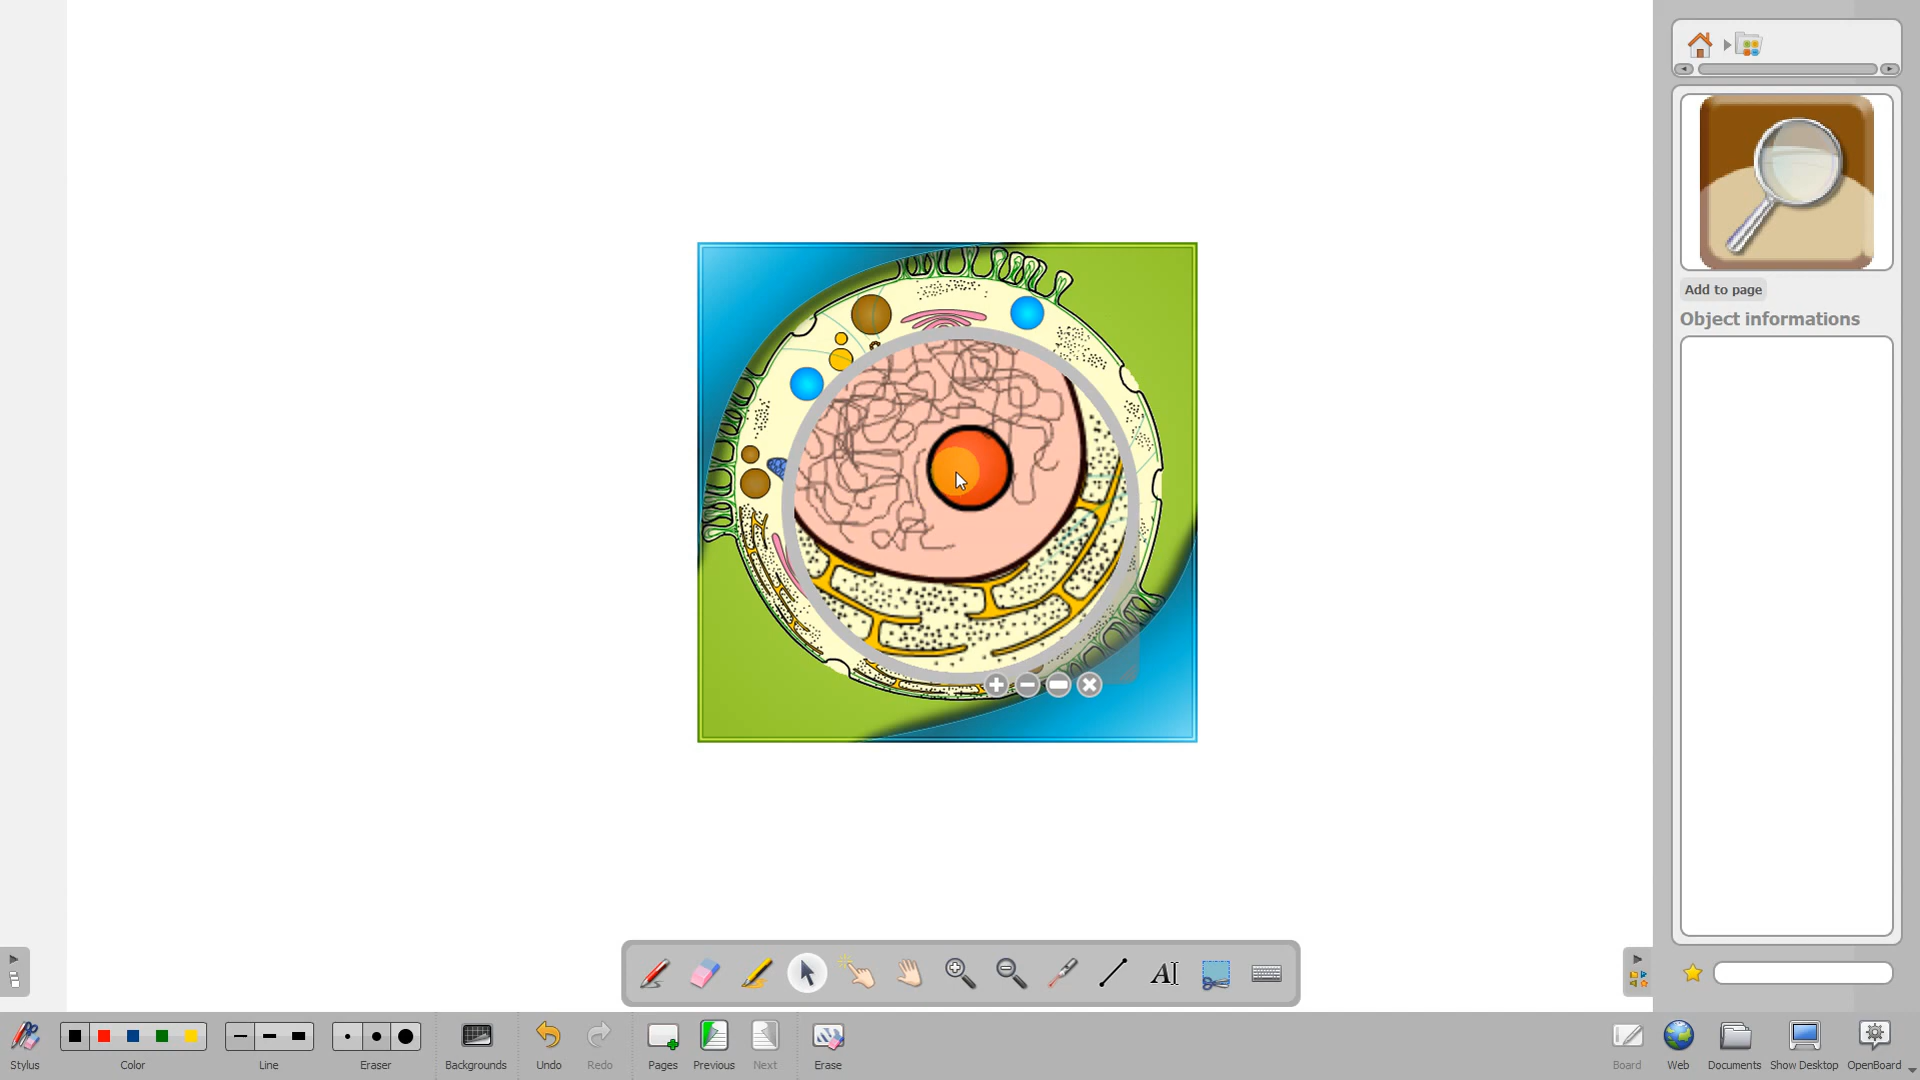 Add to page
Object informations
AI
Stylus
Color
Line
Eraser
Backgrounds
Undo
Redo
Pages
Previous
Next
Erase
Board
Web
Documents
Show Desktop
OpenBoard